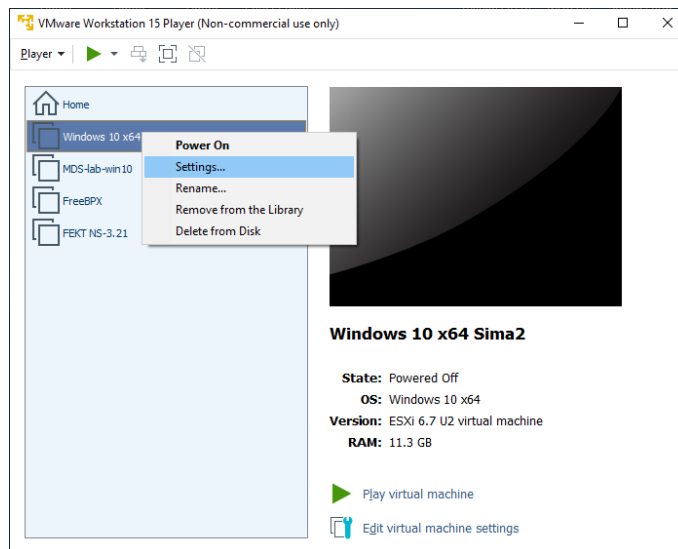 VMware Workstation 15 Player (Non-commercial use only)
Player
Home
Windows 10 x64
MDS-lab-win10
FreeBPX
FEKT NS-3.21
Power On
Settings...
Rename...
Remove from the Library
Delete from Disk
Windows 10 x64 Sima2
State: Powered Off
OS: Windows 10 x64
Version: ESXi 6.7 U2 virtual machine
RAM: 11.3 GB
Play virtual machine
Edit virtual machine settings